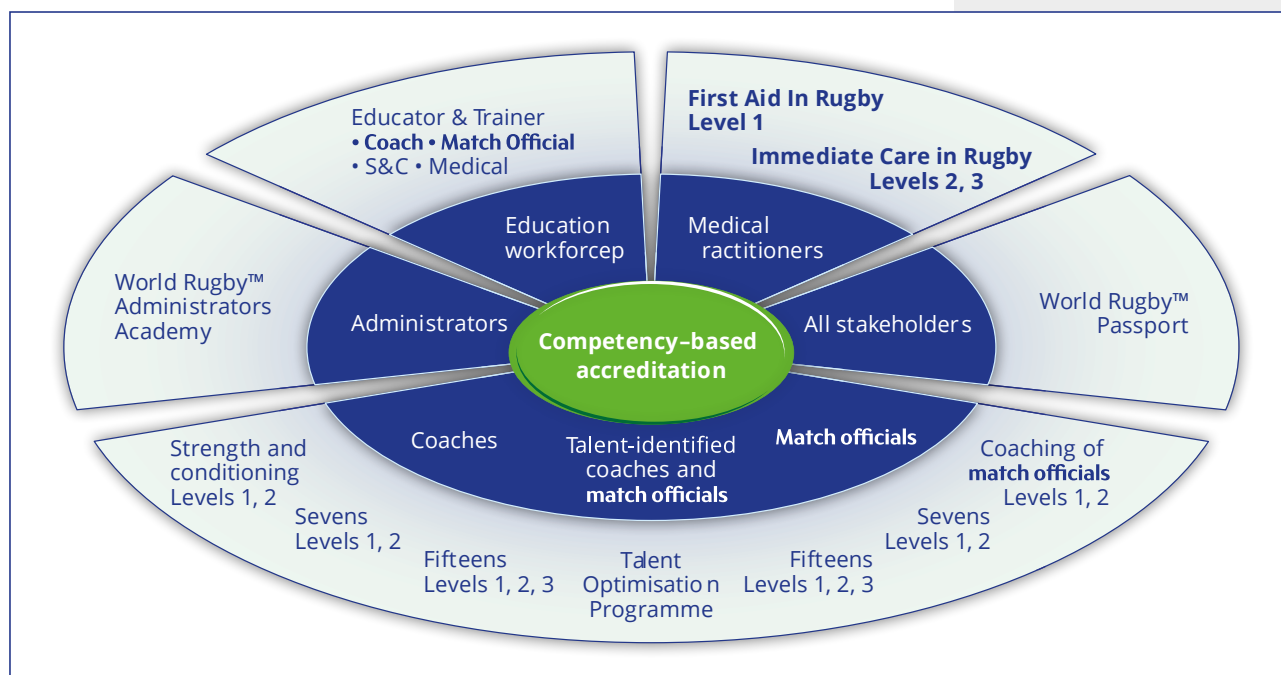 Educator & Trainer
• Coach • Match Official
• S&C • Medical
First Aid In Rugby
Level 1
Immediate Care in Rugby
Levels 2, 3
Education
workforcep
Medical
ractitioners
World Rugby™
Administrators
Academy
Administrators
Competency–based
accreditation
All stakeholders
World Rugby™
Passport
Coaches
Talent-identified
coaches and
match officials
Match officials
Strength and
conditioning
Levels 1, 2
Sevens
Levels 1, 2
Fifteens
Levels 1, 2, 3
Talent
Optimisation
Programme
Fifteens
Levels 1, 2, 3
Sevens
Levels 1, 2
Coaching of
match officials
Levels 1, 2